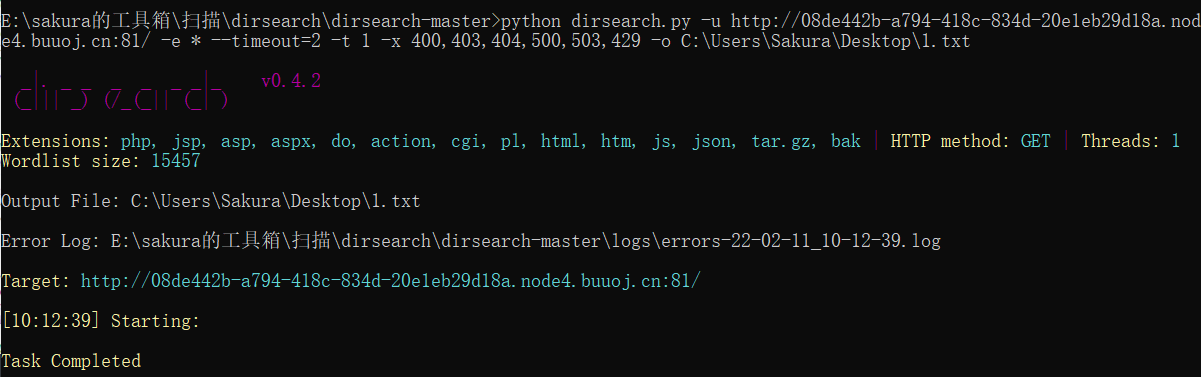 E:\sakura的工具箱\扫描\dirsearch\dirsearch-master>python dirsearch.py -u http://08de442b-a794-418c-834d-20e1eb29d18a.nod
e4.buuoj.cn:81/ -e * --timeout=2 -t 1 -x 400,403,404,500,503,429 -o C:\Users\Sakura\Desktop\1.txt
dirsearch v0.4.2
Extensions: php, jsp, asp, aspx, do, action, cgi, pl, html, htm, js, json, tar.gz, bak | HTTP method: GET | Threads: 1
Wordlist size: 15457
Output File: C:\Users\Sakura\Desktop\1.txt
Error Log: E:\sakura的工具箱\扫描\dirsearch\dirsearch-master\logs\errors-22-02-11_10-12-39.log
Target: http://08de442b-a794-418c-834d-20e1eb29d18a.node4.buuoj.cn:81/
[10:12:39] Starting:
Task Completed